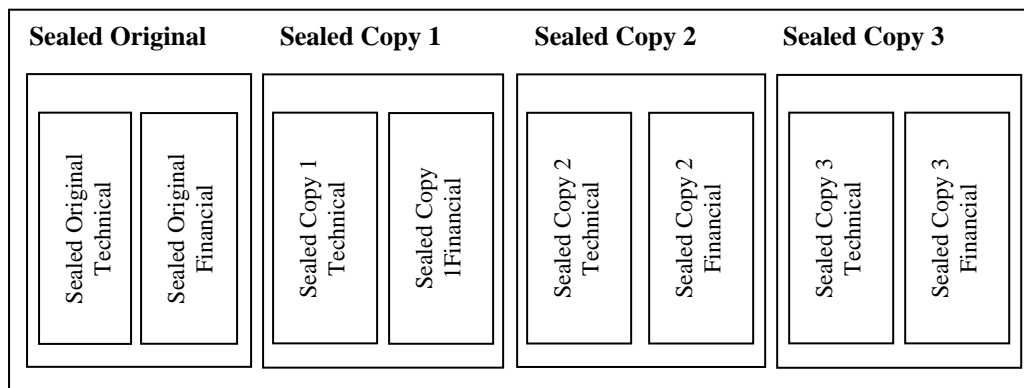 Sealed Original
Sealed Copy 1
Sealed Copy 2
Sealed Copy 3
Sealed Original
Technical
Sealed Original
Financial
Sealed Copy 1
Technical
Sealed Copy
1Financial
Sealed Copy 2
Technical
Sealed Copy 2
Financial
Sealed Copy 3
Technical
Sealed Copy 3
Financial